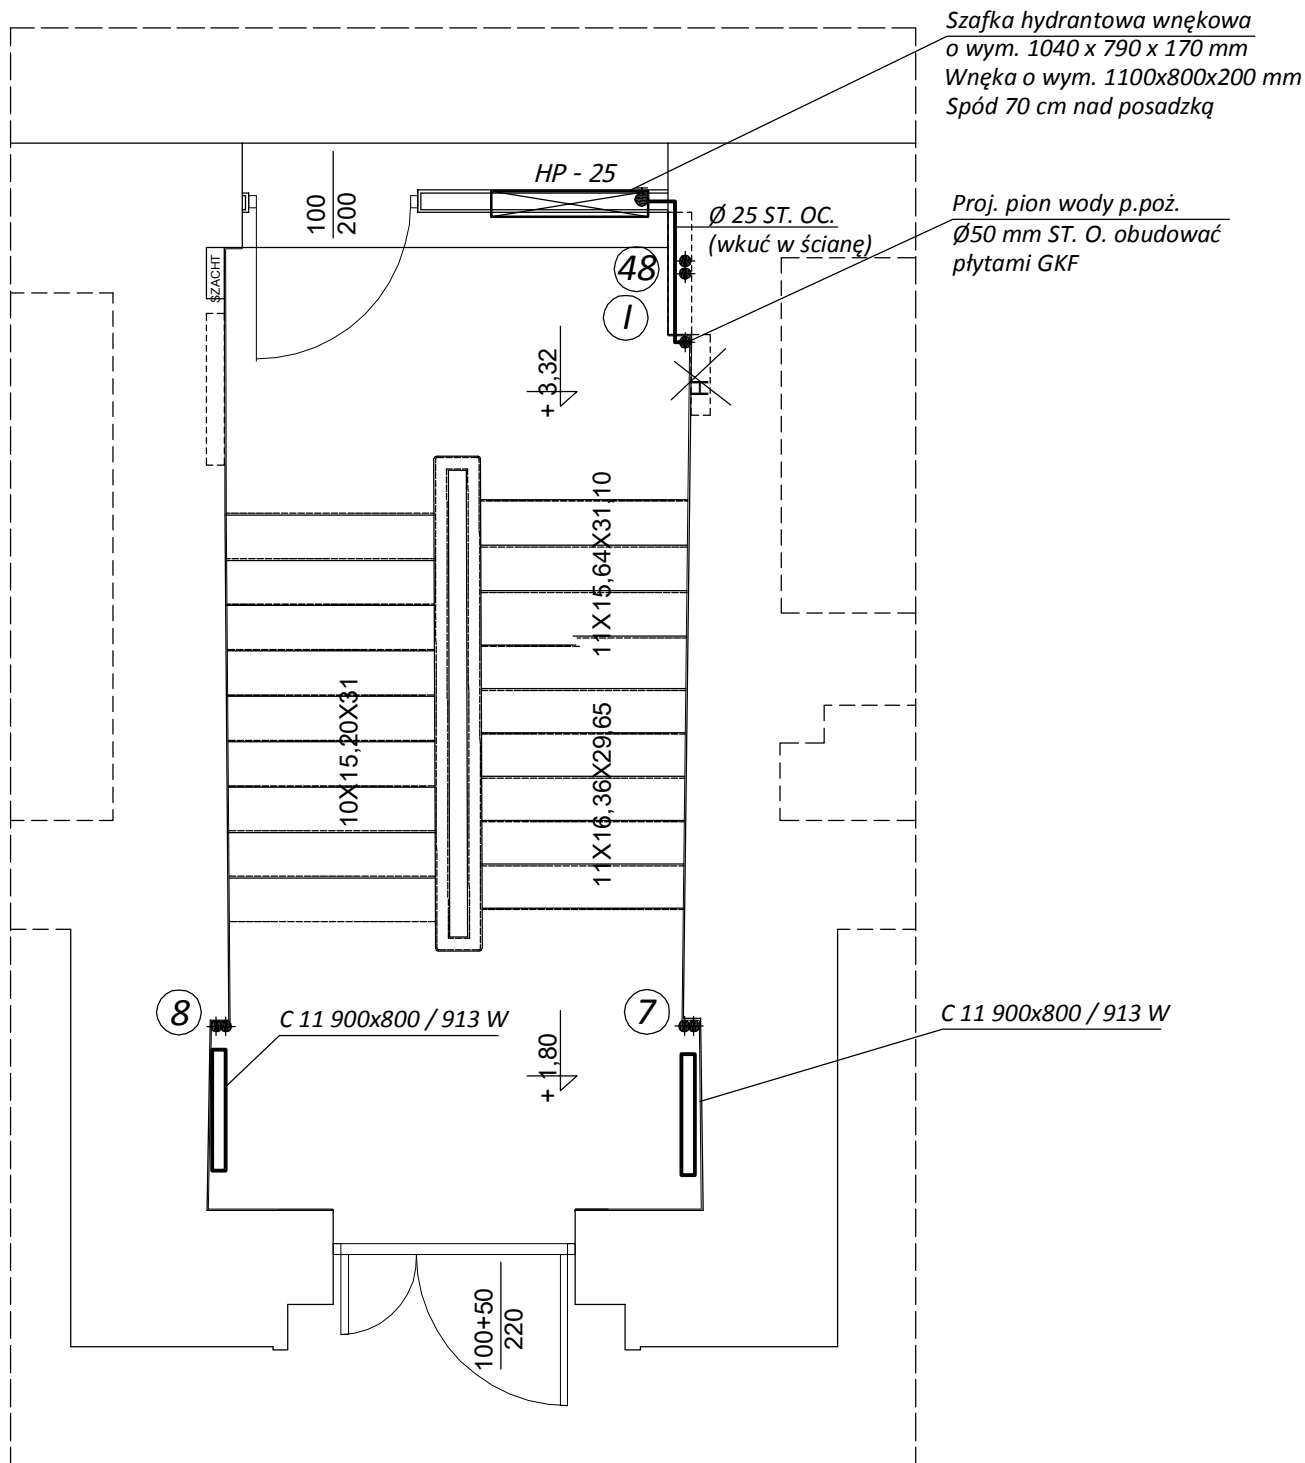 Szafka hydrantowa wnękowa
o wym. 1040 x 790 x 170 mm
Wnęka o wym. 1100x800x200 mm
Spód 70 cm nad posadzką
HP - 25
100
200
Ø 25 ST. OC.
(wkuć w ścianę)
Proj. pion wody p.poż.
Ø50 mm ST. O. obudować
płytami GKF
SZACHT
48
I
+ 3,32
11X15,64X31,10
10X15,20X31
11X16,36X29,65
8
C 11 900x800 / 913 W
7
C 11 900x800 / 913 W
+ 1,80
100+50
220